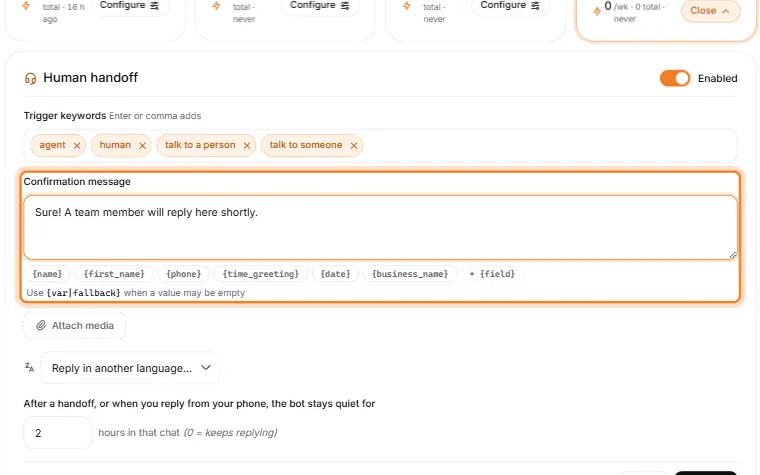 total · 16 h
ago
Configure
total ·
never
Configure
total ·
never
Configure
0 /wk · 0 total ·
never
Close
Human handoff
Enabled
Trigger keywords Enter or comma adds
agent × human × talk to a person × talk to someone ×
Confirmation message
Sure! A team member will reply here shortly.
{name} {first_name} {phone} {time_greeting} {date} {business_name} + {field}
Use {var|fallback} when a value may be empty
Attach media
Reply in another language...
After a handoff, or when you reply from your phone, the bot stays quiet for
2 hours in that chat (0 = keeps replying)